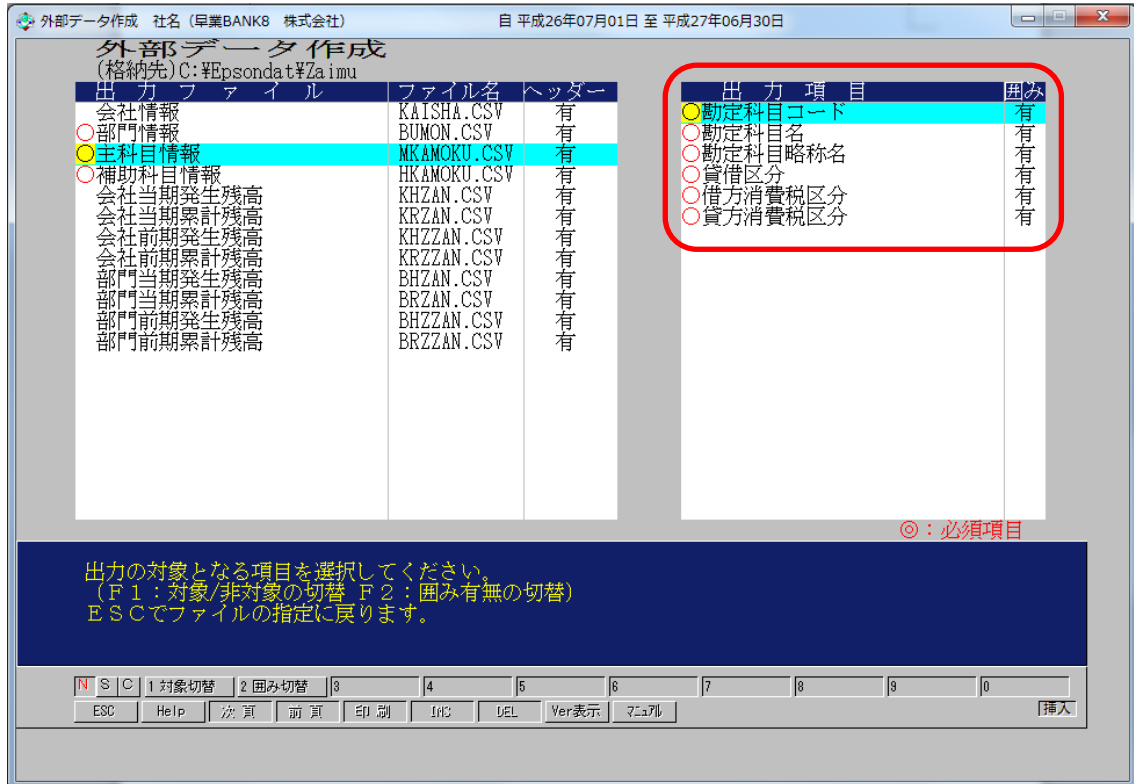 外部データ作成 社名（早業BANK8 株式会社） 自 平成26年07月01日 至 平成27年06月30日
外部データ作成
(格納先)C:¥Epsondat¥Zaimu
出力ファイル ファイル名 ヘッダー
会社情報 KAISHA.CSV 有
○部門情報 BUMON.CSV 有
○主科目情報 MKAMOKU.CSV 有
○補助科目情報 HKAMOKU.CSV 有
会社当期発生残高 KHZAN.CSV 有
会社当期累計残高 KRZAN.CSV 有
会社前期発生残高 KHZZAN.CSV 有
会社前期累計残高 KRZZAN.CSV 有
部門当期発生残高 BHZAN.CSV 有
部門当期累計残高 BRZAN.CSV 有
部門前期発生残高 BHZZAN.CSV 有
部門前期累計残高 BRZZAN.CSV 有
出力項目 囲み
○勘定科目コード 有
○勘定科目名 有
○勘定科目略称名 有
○貸借区分 有
○借方消費税区分 有
○貸方消費税区分 有
◎：必須項目
出力の対象となる項目を選択してください。
（Ｆ１：対象/非対象の切替 Ｆ２：囲み有無の切替）
ＥＳＣでファイルの指定に戻ります。
N S C 1 対象切替 2 囲み切替 3 4 5 6 7 8 9 0
ESC Help 次頁 前頁 印刷 INS DEL Ver表示 ﾏﾆｭｱﾙ 挿入